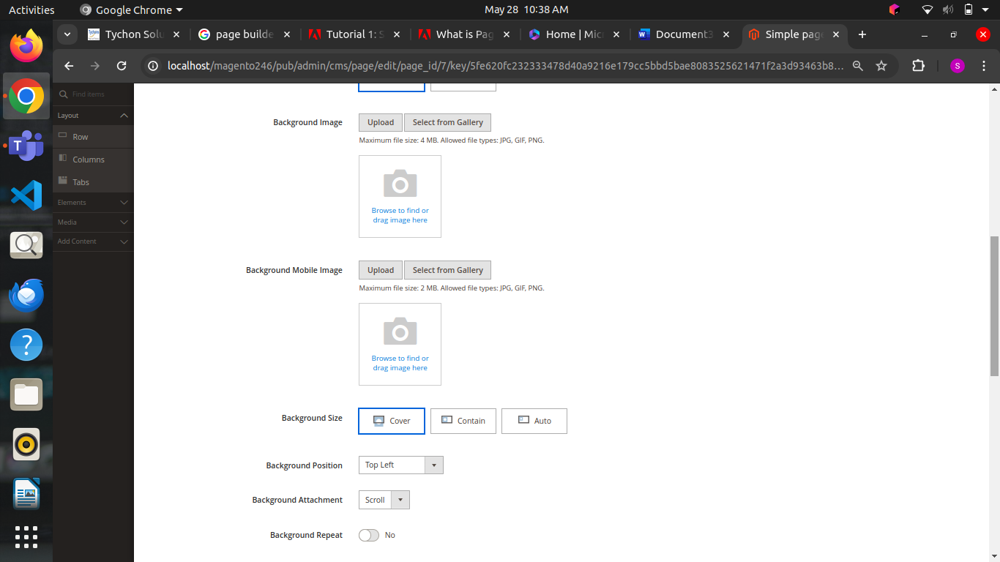 Activities
Google Chrome
May 28 10:38 AM
Tychon Solu
page builde
Tutorial 1: S
What is Pag
Home | Micr
Document3
Simple page
localhost/magento246/pub/admin/cms/page/edit/page_id/7/key/5fe620fc232333478d40a9216e179cc5bbd5bae8083525621471f2a3d93463b8...
S
Find items
Layout
Row
Columns
Tabs
Elements
Media
Add Content
Background Image
Upload
Select from Gallery
Maximum file size: 4 MB. Allowed file types: JPG, GIF, PNG.
Browse to find or
drag image here
Background Mobile Image
Upload
Select from Gallery
Maximum file size: 2 MB. Allowed file types: JPG, GIF, PNG.
Browse to find or
drag image here
Background Size
Cover
Contain
Auto
Background Position
Top Left
Background Attachment
Scroll
Background Repeat
No